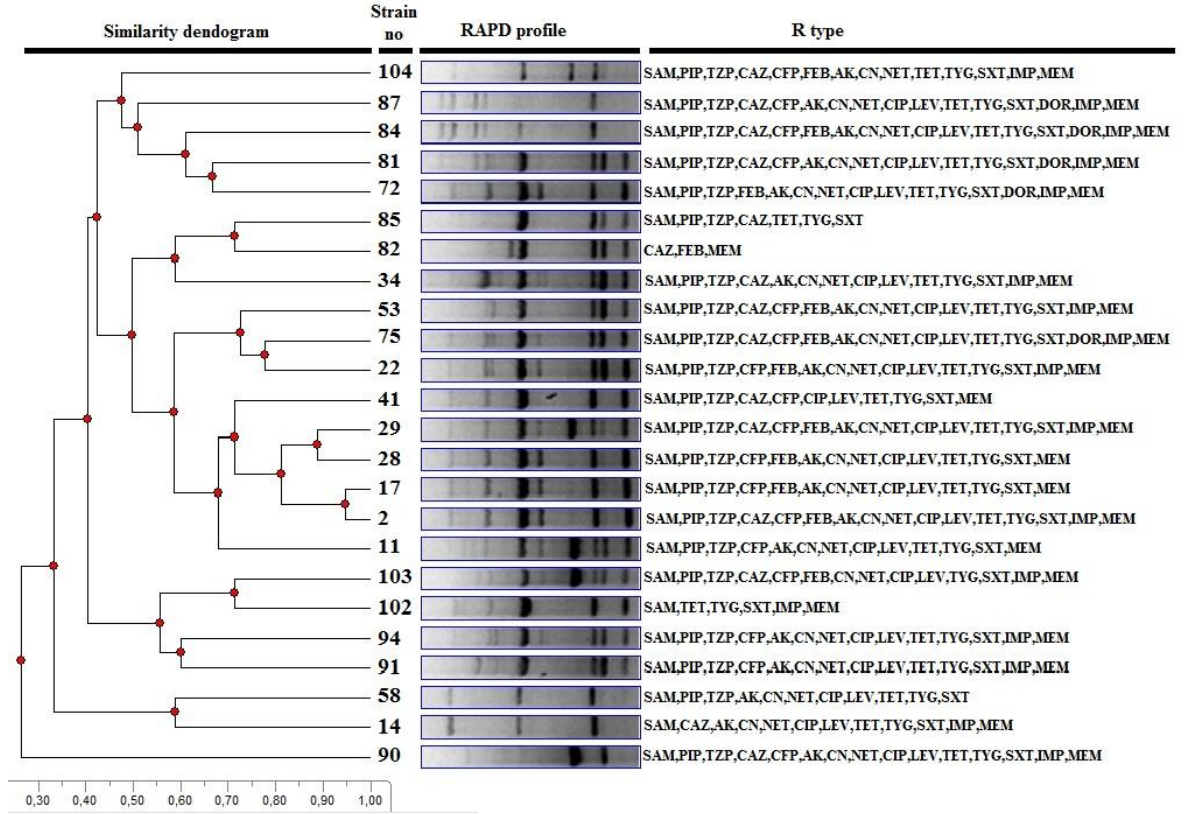 Similarity dendogram Strain no RAPD profile R type
104 SAM,PIP,TZP,CAZ,CFP,FEB,AK,CN,NET,TET,TYG,SXT,IMP,MEM
87 SAM,PIP,TZP,CAZ,CFP,AK,CN,NET,CIP,LEV,TET,TYG,SXT,DOR,IMP,MEM
84 SAM,PIP,TZP,CAZ,CFP,FEB,AK,CN,NET,CIP,LEV,TET,TYG,SXT,DOR,IMP,MEM
81 SAM,PIP,TZP,CAZ,CFP,AK,CN,NET,CIP,LEV,TET,TYG,SXT,DOR,IMP,MEM
72 SAM,PIP,TZP,FEB,AK,CN,NET,CIP,LEV,TET,TYG,SXT,DOR,IMP,MEM
85 SAM,PIP,TZP,CAZ,TET,TYG,SXT
82 CAZ,FEB,MEM
34 SAM,PIP,TZP,CAZ,AK,CN,NET,CIP,LEV,TET,TYG,SXT,IMP,MEM
53 SAM,PIP,TZP,CAZ,CFP,FEB,AK,CN,NET,CIP,LEV,TET,TYG,SXT,IMP,MEM
75 SAM,PIP,TZP,CAZ,CFP,FEB,AK,CN,NET,CIP,LEV,TET,TYG,SXT,DOR,IMP,MEM
22 SAM,PIP,TZP,CFP,FEB,AK,CN,NET,CIP,LEV,TET,TYG,SXT,IMP,MEM
41 SAM,PIP,TZP,CAZ,CFP,CIP,LEV,TET,TYG,SXT,MEM
29 SAM,PIP,TZP,CAZ,CFP,FEB,AK,CN,NET,CIP,LEV,TET,TYG,SXT,IMP,MEM
28 SAM,PIP,TZP,CFP,FEB,AK,CN,NET,CIP,LEV,TET,TYG,SXT,MEM
17 SAM,PIP,TZP,CFP,FEB,AK,CN,NET,CIP,LEV,TET,TYG,SXT,MEM
2 SAM,PIP,TZP,CAZ,CFP,FEB,AK,CN,NET,CIP,LEV,TET,TYG,SXT,IMP,MEM
11 SAM,PIP,TZP,CFP,AK,CN,NET,CIP,LEV,TET,TYG,SXT,MEM
103 SAM,PIP,TZP,CAZ,CFP,FEB,CN,NET,CIP,LEV,TYG,SXT,IMP,MEM
102 SAM,TET,TYG,SXT,IMP,MEM
94 SAM,PIP,TZP,CFP,AK,CN,NET,CIP,LEV,TET,TYG,SXT,IMP,MEM
91 SAM,PIP,TZP,CFP,AK,CN,NET,CIP,LEV,TET,TYG,SXT,IMP,MEM
58 SAM,PIP,TZP,AK,CN,NET,CIP,LEV,TET,TYG,SXT
14 SAM,CAZ,AK,CN,NET,CIP,LEV,TET,TYG,SXT,IMP,MEM
90 SAM,PIP,TZP,CAZ,CFP,AK,CN,NET,CIP,LEV,TET,TYG,SXT,IMP,MEM
0,30 0,40 0,50 0,60 0,70 0,80 0,90 1,00